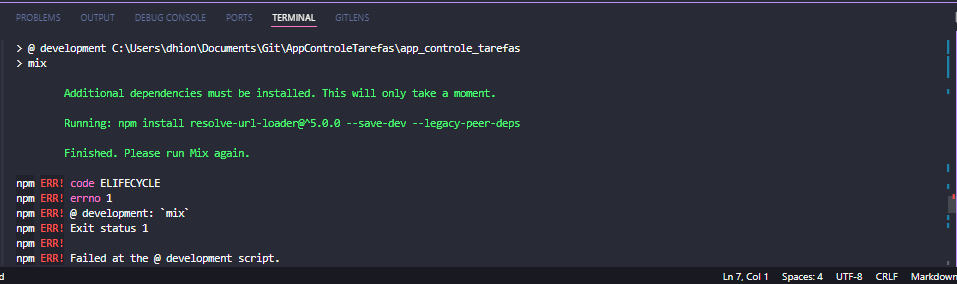 PROBLEMS OUTPUT DEBUG CONSOLE PORTS TERMINAL GITLENS
> @ development C:\Users\dhion\Documents\Git\AppControleTarefas\app_controle_tarefas
> mix
Additional dependencies must be installed. This will only take a moment.
Running: npm install resolve-url-loader@^5.0.0 --save-dev --legacy-peer-deps
Finished. Please run Mix again.
npm ERR! code ELIFECYCLE
npm ERR! errno 1
npm ERR! @ development: `mix`
npm ERR! Exit status 1
npm ERR!
npm ERR! Failed at the @ development script.
d Ln 7, Col 1 Spaces: 4 UTF-8 CRLF Markdown